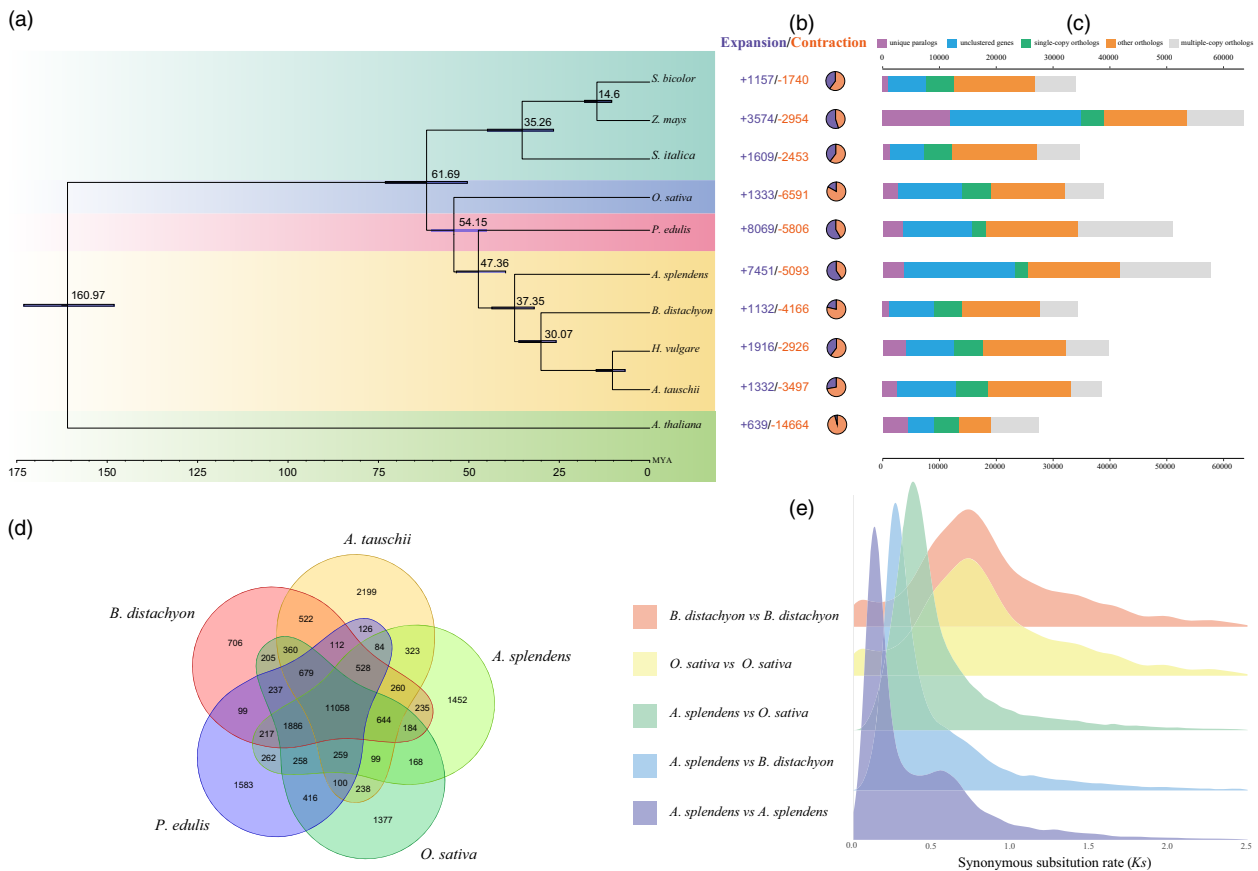 (a)
(b)
(c)
Expansion/Contraction
unique paralogs
unclustered genes
single-copy orthologs
other orthologs
multiple-copy orthologs
0 10000 20000 30000 40000 50000 60000
S. bicolor
14.6
+1157/-1740
Z. mays
35.26
+3574/-2954
S. italica
+1609/-2453
61.69
O. sativa
+1333/-6591
54.15
P. edulis
+8069/-5806
47.36
A. splendens
+7451/-5093
37.35
B. distachyon
+1132/-4166
160.97
30.07
H. vulgare
+1916/-2926
A. tauschii
+1332/-3497
A. thaliana
+639/-14664
MYA
175 150 125 100 75 50 25 0
0 10000 20000 30000 40000 50000 60000
(d)
A. tauschii
B. distachyon
A. splendens
P. edulis
O. sativa
2199
706
522
126
112
84
323
205
360
679
528
260
237
1452
235
99
11058
644
184
217
1886
262
258
259
99
168
1583
100
238
416
1377
(e)
B. distachyon vs B. distachyon
O. sativa vs O. sativa
A. splendens vs O. sativa
A. splendens vs B. distachyon
A. splendens vs A. splendens
0.0 0.5 1.0 1.5 2.0 2.5
Synonymous subsitution rate (Ks)